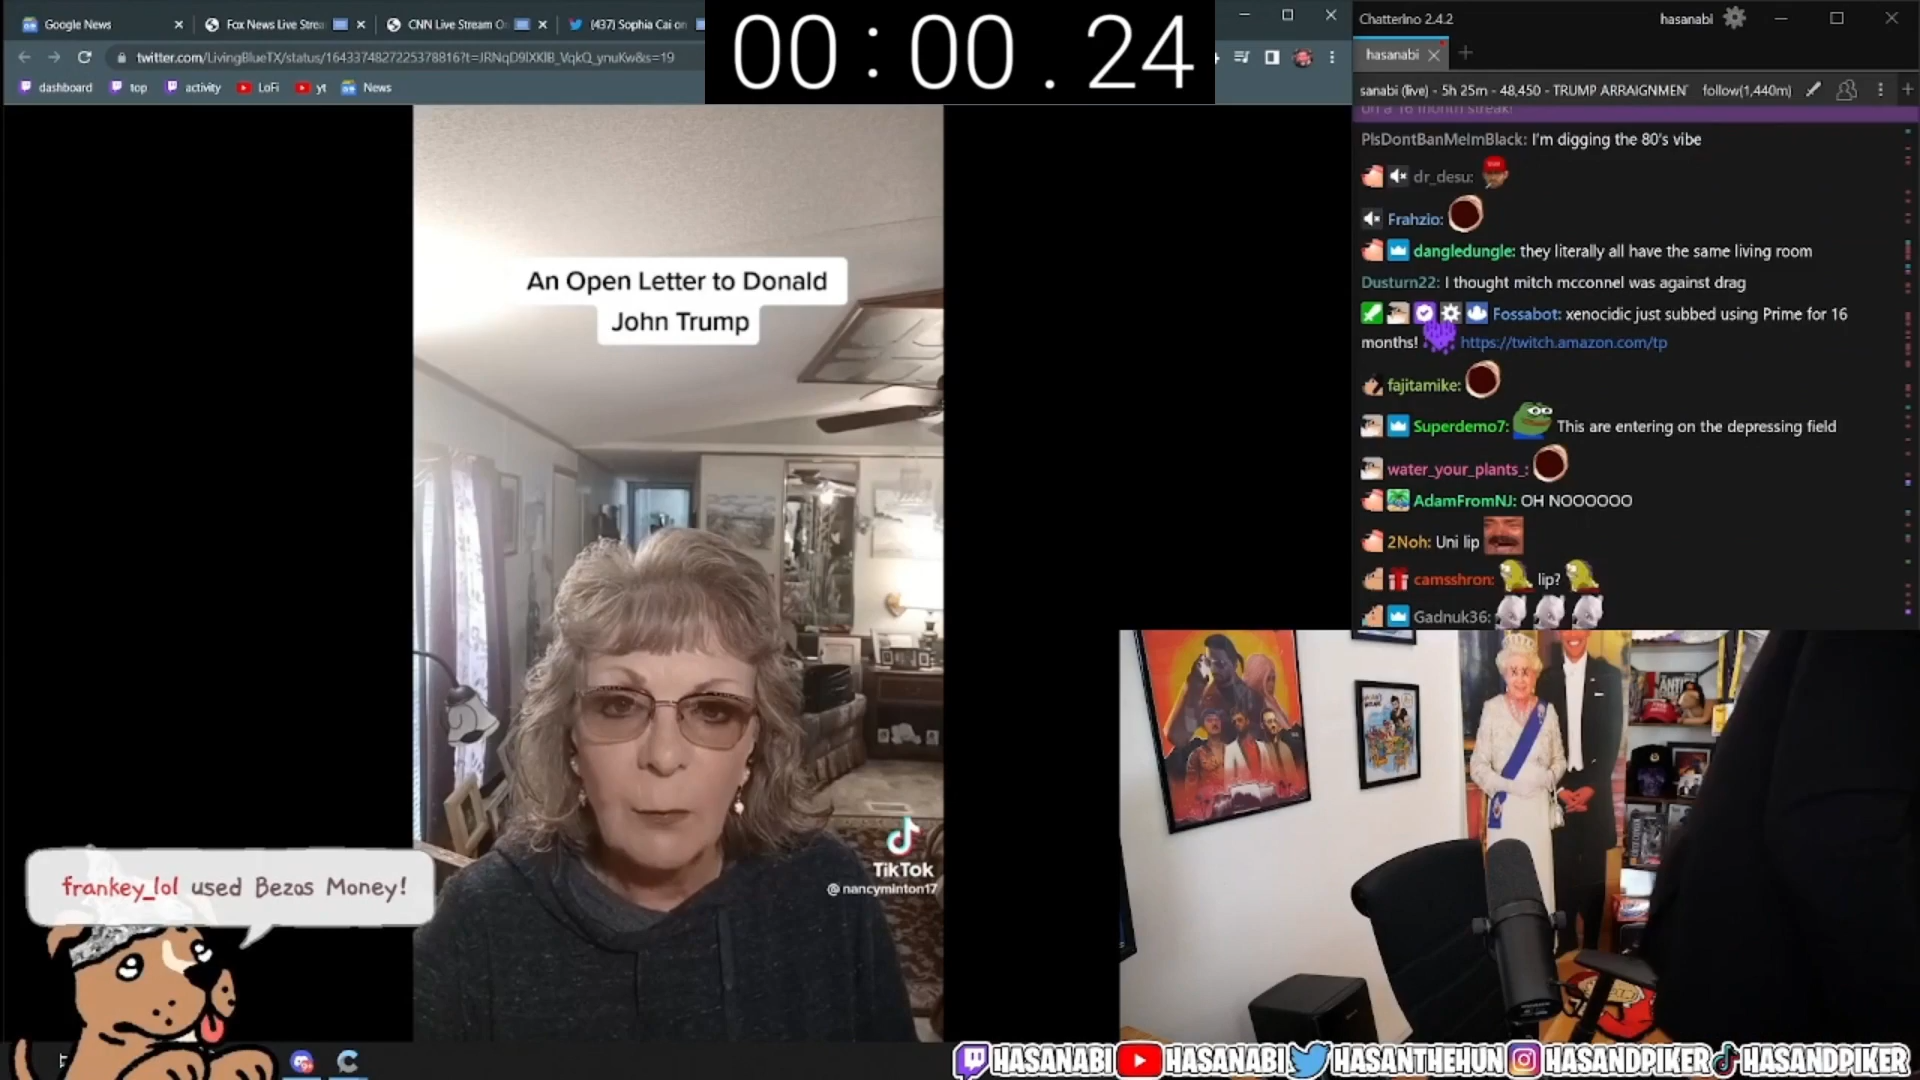 Google News
Fox News Live Strea
CNN Live Stream O
(437) Sophia Cai on
00:00.24
twitter.com/LivingBlueTX/status/1643374827225378816?t=JRNqD9lXKlB_VqkQ_ynuKw&s=19
dashboard
top
activity
LoFi
yt
News
An Open Letter to Donald
John Trump
TikTok
@nancyminton17
frankey_lol used Bezos Money!
Chatterino 2.4.2
hasanabi
hasanabi
sanabi (live) - 5h 25m - 48,450 - TRUMP ARRAIGNMEN
follow(1,440m)
on a 16 month streak!
PlsDontBanMeImBlack: I'm digging the 80's vibe
dr_desu:
Frahzio:
dangledungle: they literally all have the same living room
Dusturn22: I thought mitch mcconnel was against drag
Fossabot: xenocidic just subbed using Prime for 16
months! https://twitch.amazon.com/tp
fajitamike:
Superdemo7: This are entering on the depressing field
water_your_plants_:
AdamFromNJ: OH NOOOOOO
2Noh: Uni lip
camsshron: lip?
Gadnuk36:
HASANABI
HASANABI
HASANTHEHUN
HASANDPIKER
HASANDPIKER